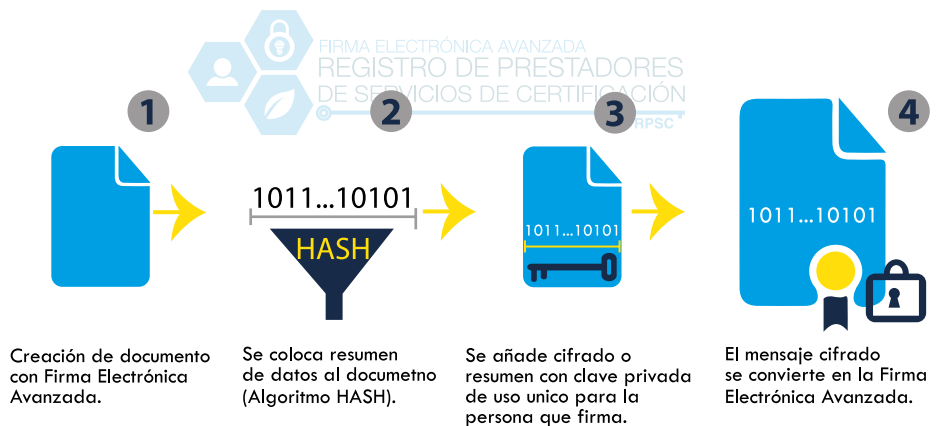 FIRMA ELECTRÓNICA AVANZADA
REGISTRO DE PRESTADORES
DE SERVICIOS DE CERTIFICACIÓN
RPSC
1
2
3
4
1011...10101
HASH
1011...10101
1011...10101
Creación de documento
con Firma Electrónica
Avanzada.
Se coloca resumen
de datos al documetno
(Algoritmo HASH).
Se añade cifrado o
resumen con clave privada
de uso unico para la
persona que firma.
El mensaje cifrado
se convierte en la Firma
Electrónica Avanzada.